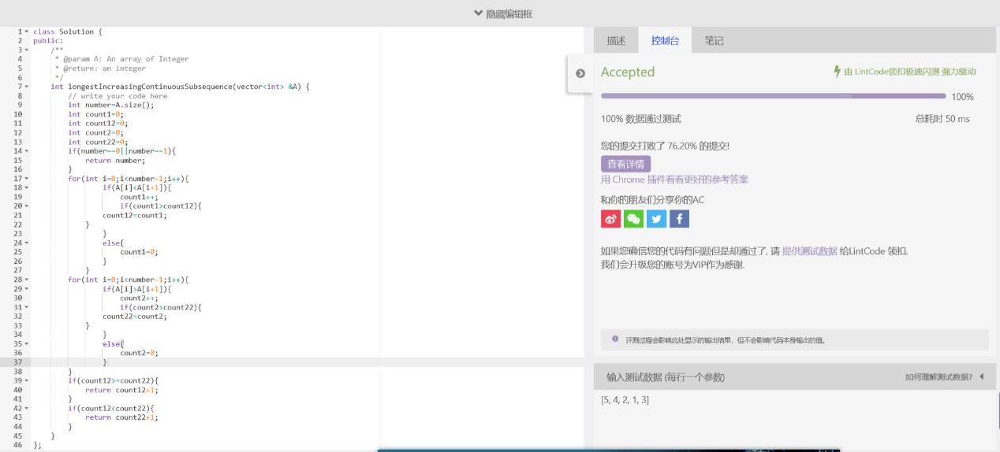 隐藏编辑框
1 class Solution {
2 public:
3 /**
4 * @param A: An array of Integer
5 * @return: an integer
6 */
7 int longestIncreasingContinuousSubsequence(vector<int> &A) {
8 // write your code here
9 int number=A.size();
10 int count1=0;
11 int count12=0;
12 int count2=0;
13 int count22=0;
14 if(number==0||number==1){
15 return number;
16 }
17 for(int i=0;i<number-1;i++){
18 if(A[i]<A[i+1]){
19 count1++;
20 if(count1>count12){
21 count12=count1;
22 }
23 }
24 else{
25 count1=0;
26 }
27 }
28 for(int i=0;i<number-1;i++){
29 if(A[i]>A[i+1]){
30 count2++;
31 if(count2>count22){
32 count22=count2;
33 }
34 }
35 else{
36 count2=0;
37 }
38 }
39 if(count12>=count22){
40 return count12+1;
41 }
42 if(count12<count22){
43 return count22+1;
44 }
45 }
46 };
描述 控制台 笔记
Accepted 由 LintCode领扣极速闪测 强力驱动
100%
100% 数据通过测试 总耗时 50 ms
您的提交打败了 76.20% 的提交!
查看详情
用 Chrome 插件看看更好的参考答案
和你的朋友们分享你的AC
如果您确信您的代码有问题但是却通过了, 请 提供测试数据 给LintCode 领扣.
我们会升级您的账号为VIP作为感谢.
评测过程会影响此处显示的输出结果，但不会影响代码本身输出的值。
输入测试数据 (每行一个参数) 如何理解测试数据?
[5, 4, 2, 1, 3]